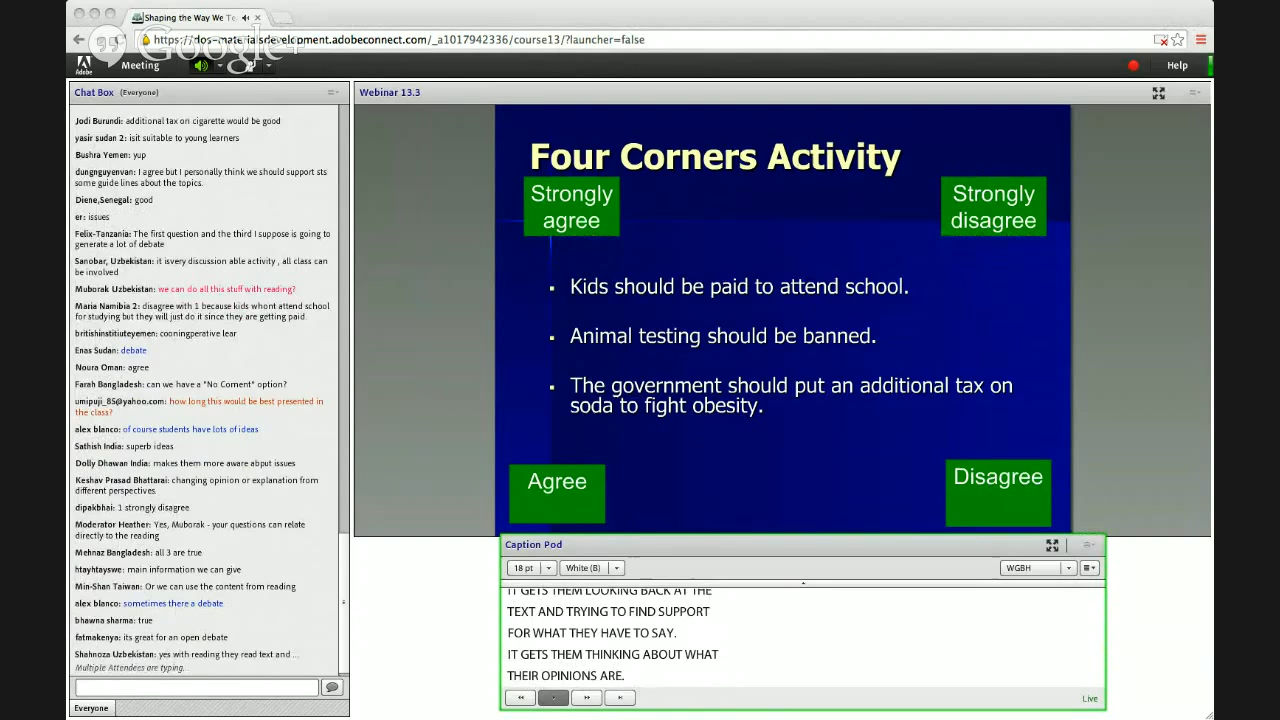 Shaping the Way We Te
Google+
https://dos-materialsdevelopment.adobeconnect.com/_a1017942336/course13/?launcher=false
Adobe
Meeting
Help
Chat Box (Everyone)
Jodi Burundi: additional tax on cigarette would be good
yasir sudan 2: isit suitable to young learners
Bushra Yemen: yup
dungnguyenvan: I agree but I personally think we should support sts
some guide lines about the topics.
Diene,Senegal: good
er: issues
Felix-Tanzania: The first question and the third I suppose is going to
generate a lot of debate
Sanobar, Uzbekistan: it isvery discussion able activity , all class can
be involved
Muborak Uzbekistan: we can do all this stuff with reading?
Maria Namibia 2: disagree with 1 because kids whont attend school
for studying but they will just do it since they are getting paid.
britishinstitiuteyemen: cooningperative lear
Enas Sudan: debate
Noura Oman: agree
Farah Bangladesh: can we have a "No Coment" option?
umipuji_85@yahoo.com: how long this would be best presented in
the class?
alex blanco: of course students have lots of ideas
Sathish India: superb ideas
Dolly Dhawan India: makes them more aware abput issues
Keshav Prasad Bhattarai: changing opinion or explanation from
different perspectives.
dipakbhai: 1 strongly disagree
Moderator Heather: Yes, Muborak - your questions can relate
directly to the reading
Mehnaz Bangladesh: all 3 are true
htayhtayswe: main information we can give
Min-Shan Taiwan: Or we can use the content from reading
alex blanco: sometimes there a debate
bhawna sharma: true
fatmakenya: its great for an open debate
Shahnoza Uzbekistan: yes with reading they read text and ...
Multiple Attendees are typing.
Everyone
Webinar 13.3
Four Corners Activity
Strongly
agree
Strongly
disagree
▪ Kids should be paid to attend school.
▪ Animal testing should be banned.
▪ The government should put an additional tax on
soda to fight obesity.
Agree
Disagree
Caption Pod
18 pt
White (B)
WGBH
IT GETS THEM LOOKING BACK AT THE
TEXT AND TRYING TO FIND SUPPORT
FOR WHAT THEY HAVE TO SAY.
IT GETS THEM THINKING ABOUT WHAT
THEIR OPINIONS ARE.
Live